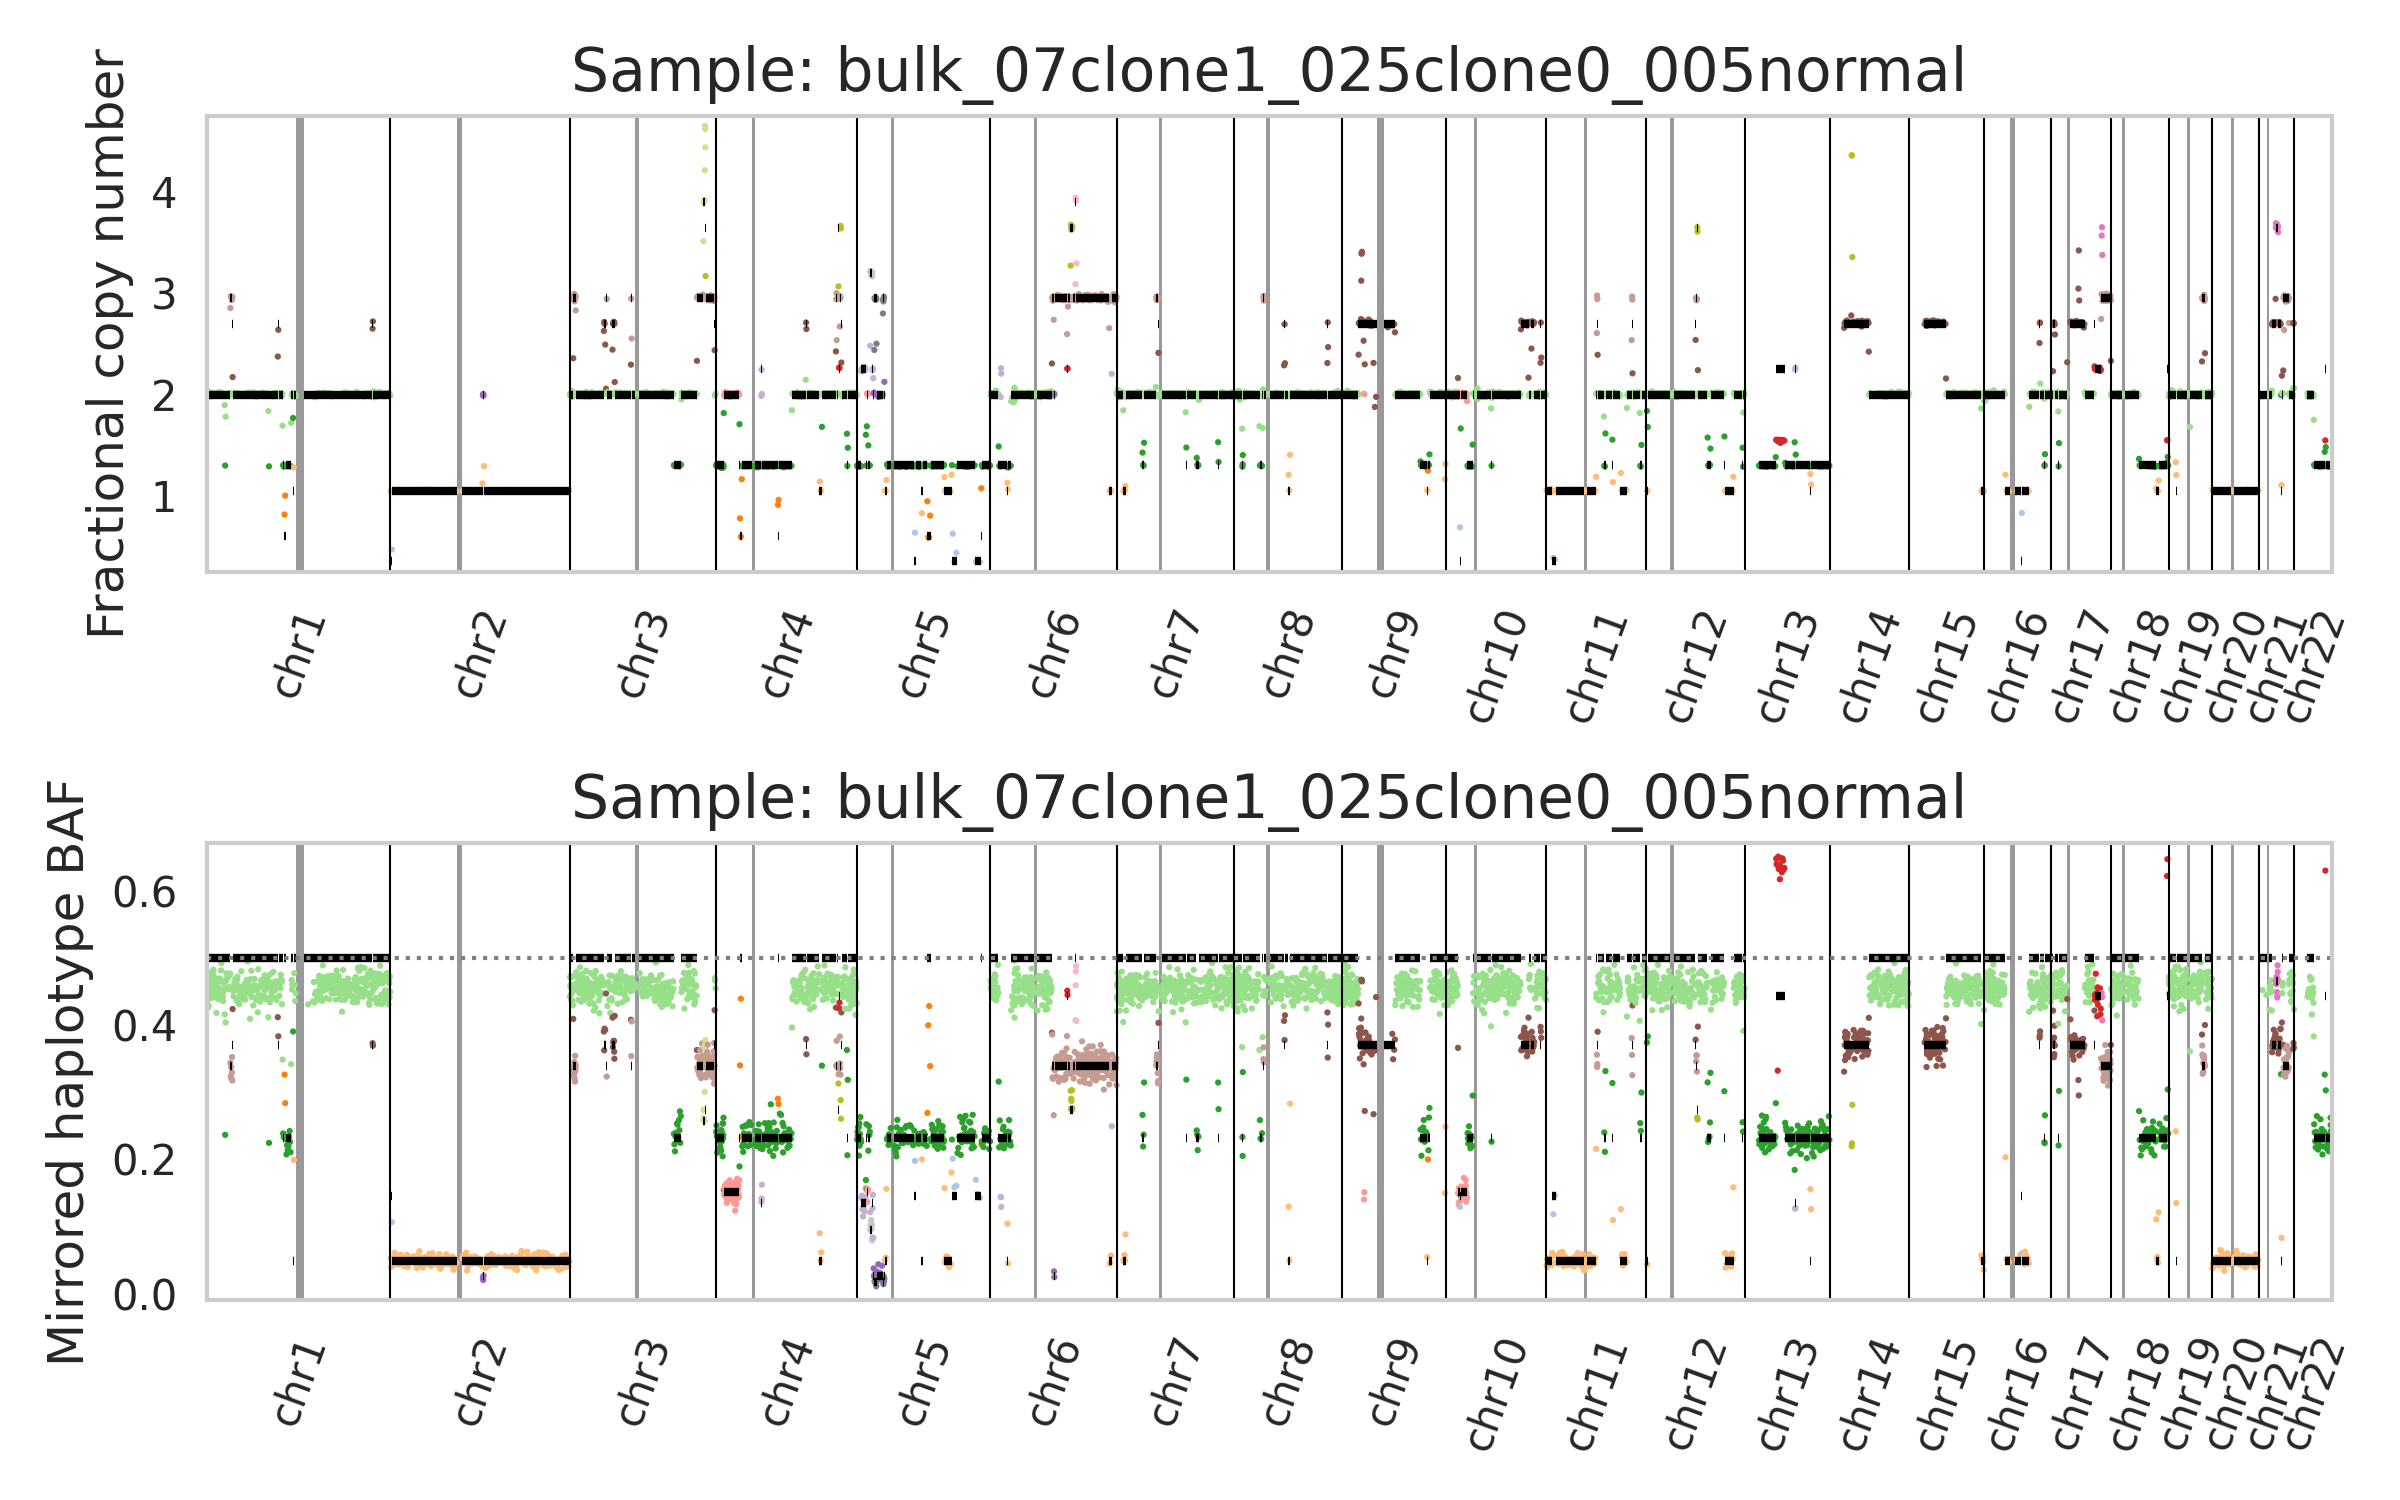 Sample: bulk_07clone1_025clone0_005normal
Fractional copy number
4
3
2
1
chr1
chr2
chr3
chr4
chr5
chr6
chr7
chr8
chr9
chr10
chr11
chr12
chr13
chr14
chr15
chr16
chr17
chr18
chr19
chr20
chr21
chr22
Sample: bulk_07clone1_025clone0_005normal
Mirrored haplotype BAF
0.6
0.4
0.2
0.0
chr1
chr2
chr3
chr4
chr5
chr6
chr7
chr8
chr9
chr10
chr11
chr12
chr13
chr14
chr15
chr16
chr17
chr18
chr19
chr20
chr21
chr22